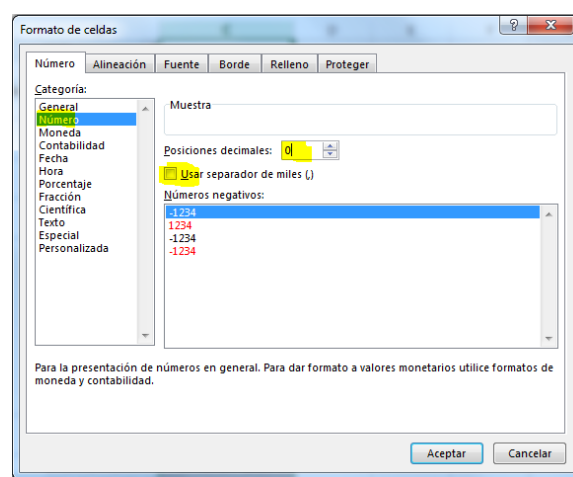 Formato de celdas
Número Alineación Fuente Borde Relleno Proteger
Categoría:
General
Número
Moneda
Contabilidad
Fecha
Hora
Porcentaje
Fracción
Científica
Texto
Especial
Personalizada
Muestra
Posiciones decimales: 0
Usar separador de miles (,)
Números negativos:
-1234
1234
-1234
-1234
Para la presentación de números en general. Para dar formato a valores monetarios utilice formatos de
moneda y contabilidad.
Aceptar Cancelar